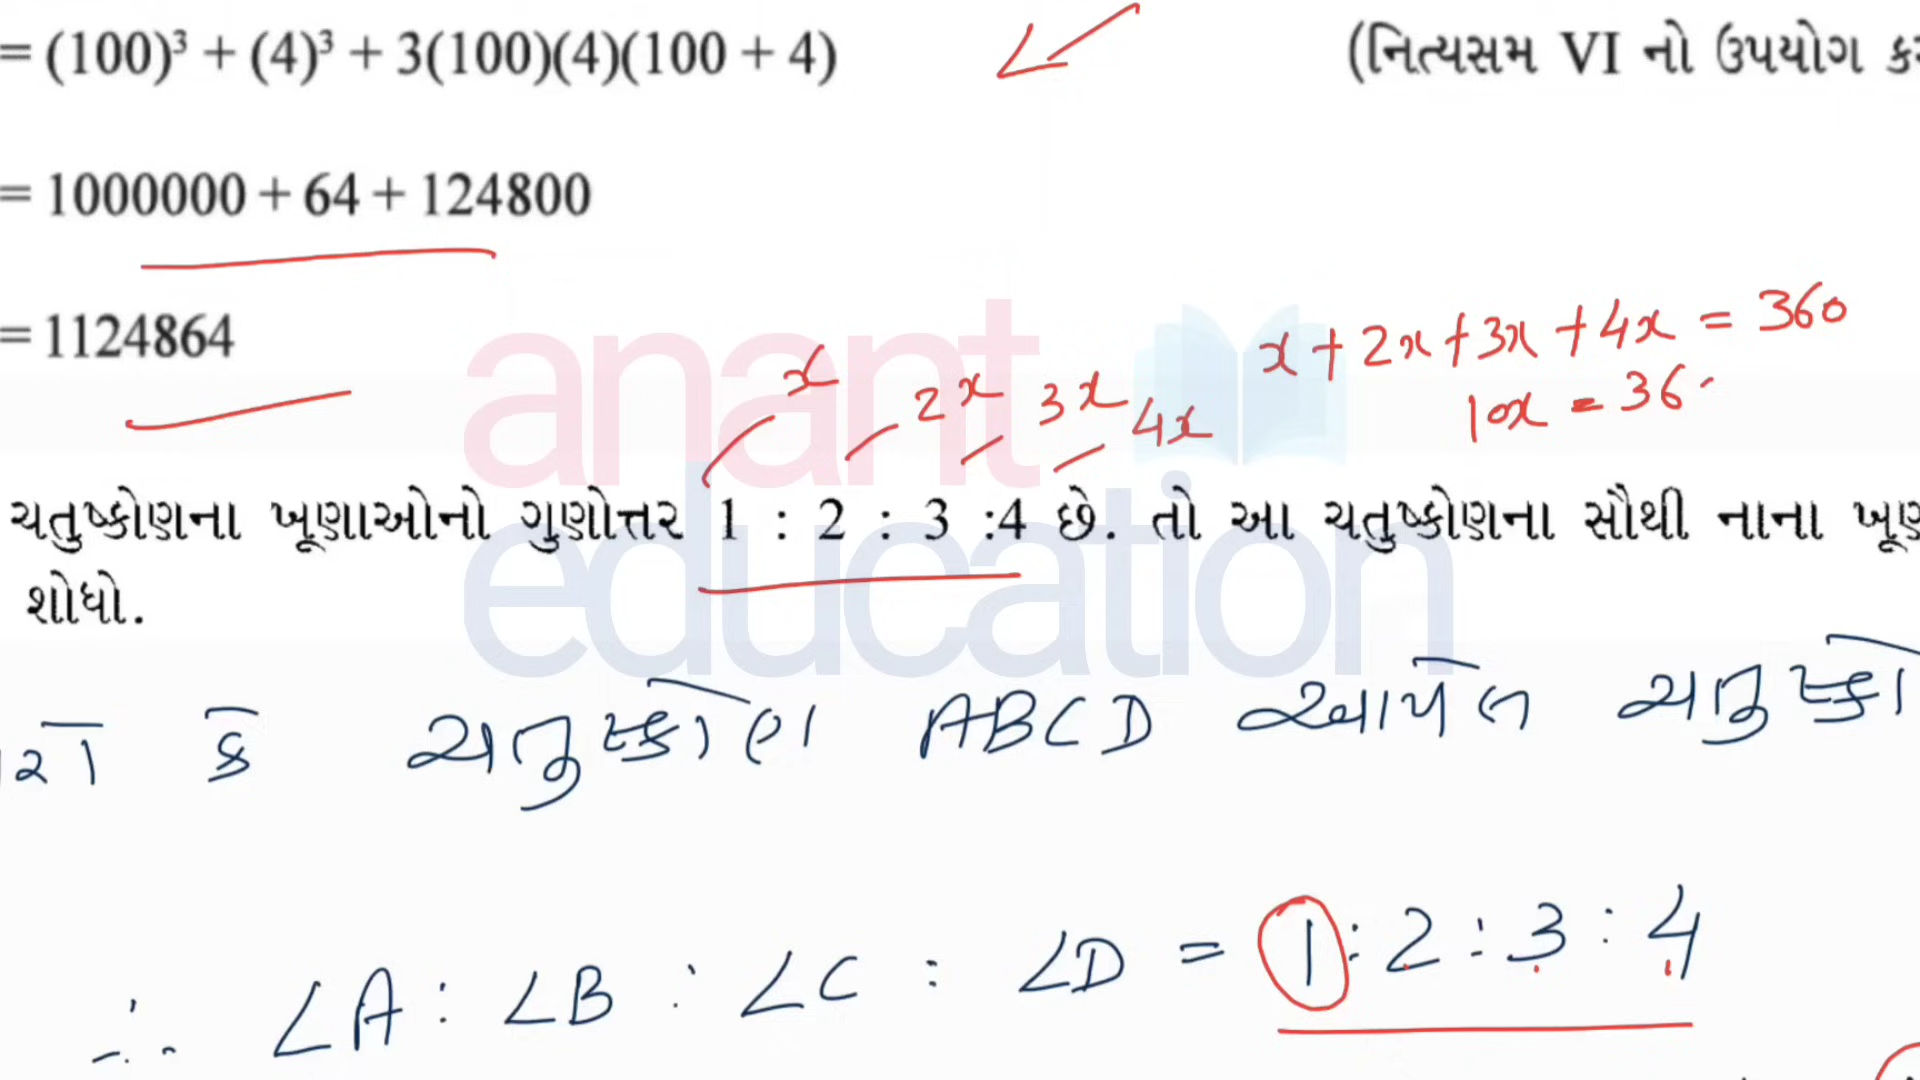 = (100)³ + (4)³ + 3(100)(4)(100 + 4) (નિત્યસમ VI નો ઉપયોગ
= 1000000 + 64 + 124800
= 1124864
x + 2x + 3x + 4x = 360
10x = 36
x 2x 3x 4x
anant
education
ચતુષ્કોણના ખૂણાઓનો ગુણોત્તર 1 : 2 : 3 :4 છે. તો આ ચતુષ્કોણના સૌથી નાના
શોધો.
કે ચતુષ્કોણ ABCD આપેલ
∴ ∠A : ∠B : ∠C : ∠D = 1 : 2 : 3 : 4